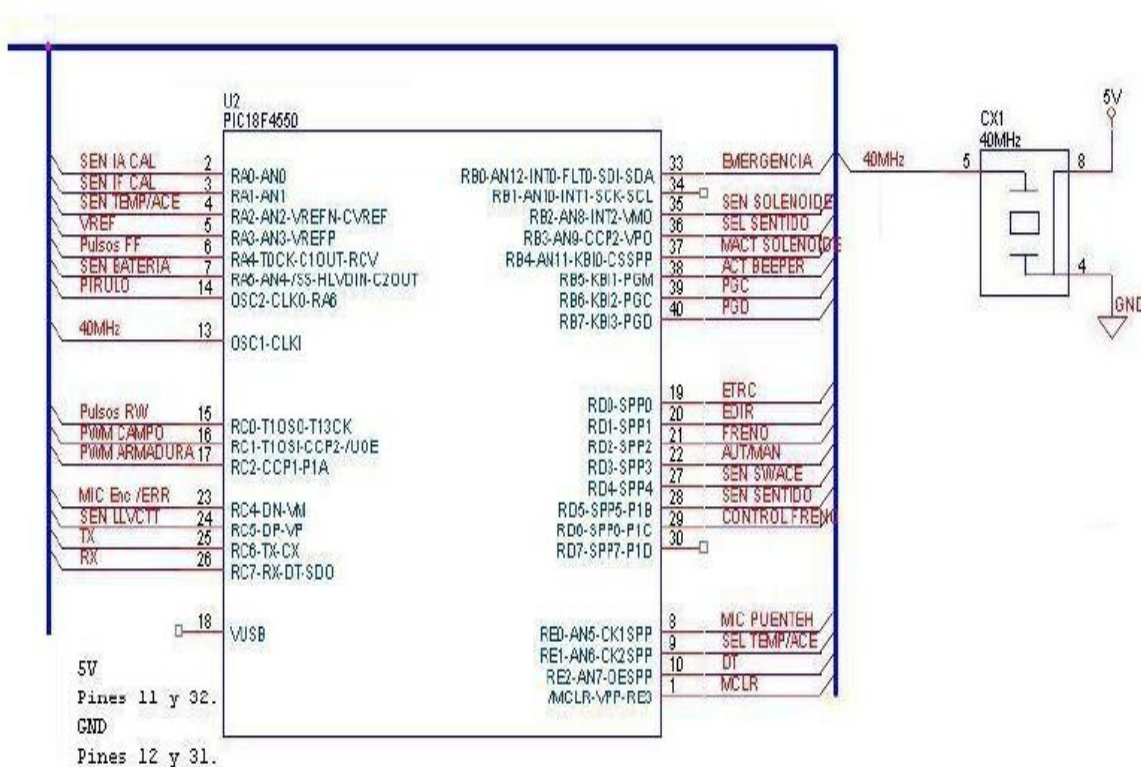 U2
PIC18F4550
SEN IA CAL 2 RA0-AN0
SEN IF CAL 3 RA1-AN1
SEN TEMP/ACE 4 RA2-AN2-VREFN-CVREF
VREF 5 RA3-AN3-VREFP
Pulsos FF 6 RA4-T0CK-C1OUT-RCV
SEN BATERIA 7 RA5-AN4-/SS-HLVDIN-C2OUT
PIRULO 14 OSC2-CLK0-RA6
40MHz 13 OSC1-CLKI
Pulsos RW 15 RC0-T1OSO-T13CK
PWM CAMPO 16 RC1-T1OSI-CCP2-/UOE
PWM ARMADURA 17 RC2-CCP1-P1A
MIC Enc /ERR 23 RC4-DN-VM
SEN LLVCTT 24 RC5-DP-VP
TX 25 RC6-TX-CX
RX 26 RC7-RX-DT-SDO
18 VUSB
RB0-AN12-INT0-FLT0-SDI-SDA 33 EMERGENCIA
RB1-AN10-INT1-SCK-SCL 34
RB2-AN8-INT2-VMO 35 SEN SOLENOIDE
RB3-AN9-CCP2-VPO 36 SEL SENTIDO
RB4-AN11-KBI0-CSSPP 37 MACT SOLENOIDE
RB5-KBI1-PGM 38 ACT BEEPER
RB6-KBI2-PGC 39 PGC
RB7-KBI3-PGD 40 PGD
RD0-SPP0 19 ETRC
RD1-SPP1 20 EDIR
RD2-SPP2 21 FRENO
RD3-SPP3 22 AUT/MAN
RD4-SPP4 27 SEN SWACE
RD5-SPP5-P1B 28 SEN SENTIDO
RD6-SPP6-P1C 29 CONTROL FRENO
RD7-SPP7-P1D 30
RE0-AN5-CK1SPP 8 MIC PUENTEH
RE1-AN6-CK2SPP 9 SEL TEMP/ACE
RE2-AN7-OESPP 10 DT
/MCLR-VPP-RE3 1 MCLR
40MHz 5
CX1
40MHz
8 5V
4 GND
5V
Pines 11 y 32.
GND
Pines 12 y 31.